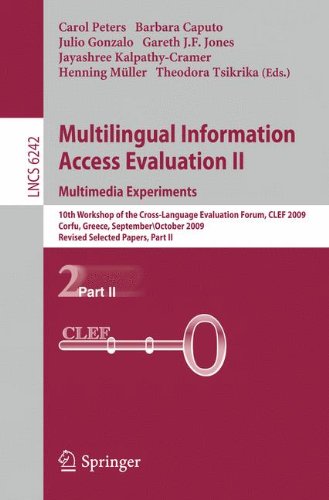 Carol Peters Barbara Caputo
Julio Gonzalo Gareth J.F. Jones
Jayashree Kalpathy-Cramer
Henning Müller Theodora Tsikrika (Eds.)
LNCS 6242
Multilingual Information
Access Evaluation II
Multimedia Experiments
10th Workshop of the Cross-Language Evaluation Forum, CLEF 2009
Corfu, Greece, September\October 2009
Revised Selected Papers, Part II
2 Part II
CLEF
Springer